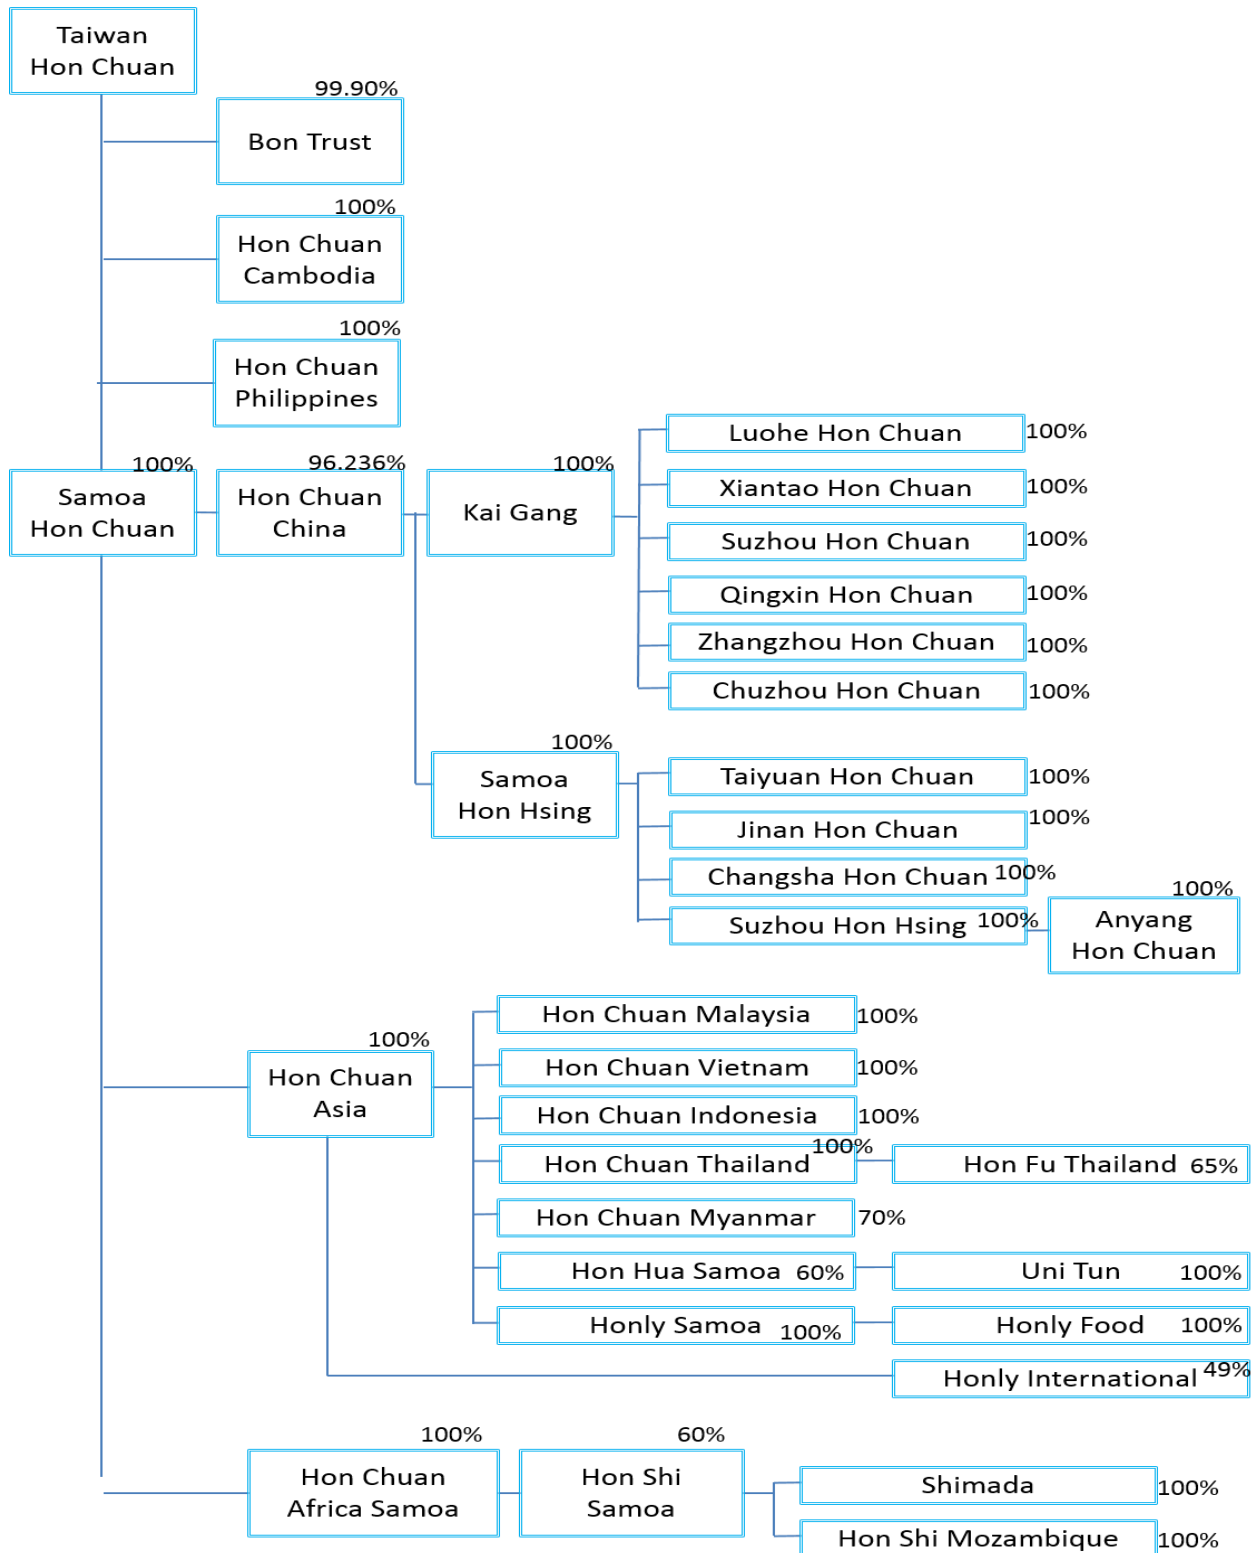 Taiwan
Hon Chuan
99.90%
Bon Trust
100%
Hon Chuan
Cambodia
100%
Hon Chuan
Philippines
100%
Samoa
Hon Chuan
96.236%
Hon Chuan
China
100%
Kai Gang
Luohe Hon Chuan 100%
Xiantao Hon Chuan 100%
Suzhou Hon Chuan 100%
Qingxin Hon Chuan 100%
Zhangzhou Hon Chuan 100%
Chuzhou Hon Chuan 100%
100%
Samoa
Hon Hsing
Taiyuan Hon Chuan 100%
Jinan Hon Chuan 100%
Changsha Hon Chuan 100%
Suzhou Hon Hsing 100%
100%
Anyang
Hon Chuan
100%
Hon Chuan
Asia
Hon Chuan Malaysia 100%
Hon Chuan Vietnam 100%
Hon Chuan Indonesia 100%
Hon Chuan Thailand 100%
Hon Fu Thailand 65%
Hon Chuan Myanmar 70%
Hon Hua Samoa 60%
Uni Tun 100%
Honly Samoa 100%
Honly Food 100%
Honly International 49%
100%
Hon Chuan
Africa Samoa
60%
Hon Shi
Samoa
Shimada 100%
Hon Shi Mozambique 100%